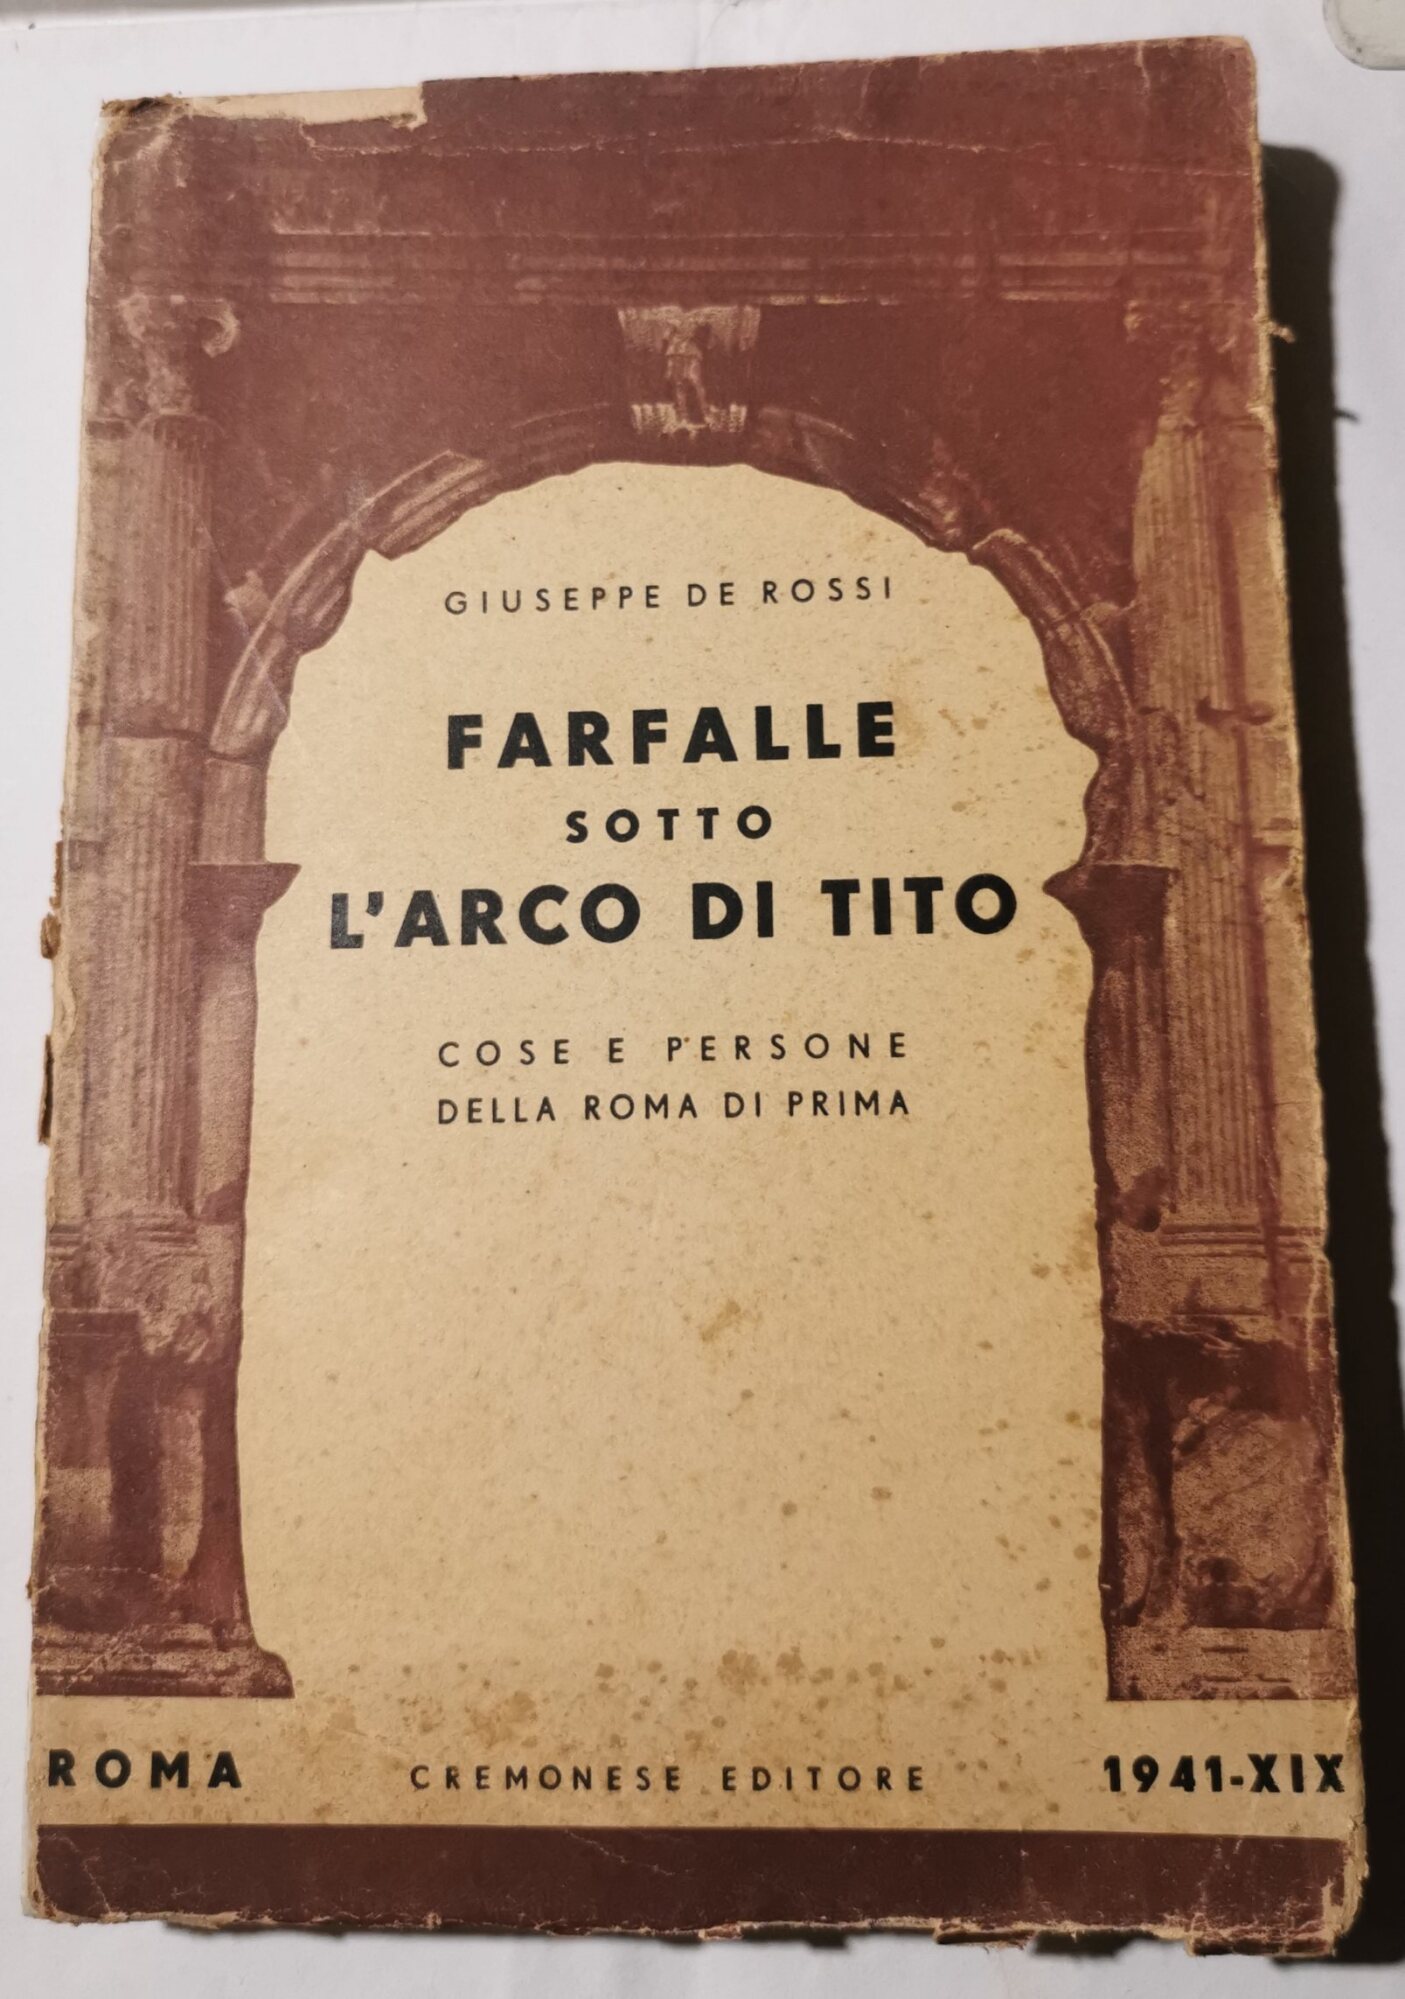 GIUSEPPE DE ROSSI
FARFALLE
SOTTO
L'ARCO DI TITO
COSE E PERSONE
DELLA ROMA DI PRIMA
ROMA CREMONESE EDITORE 1941-XIX